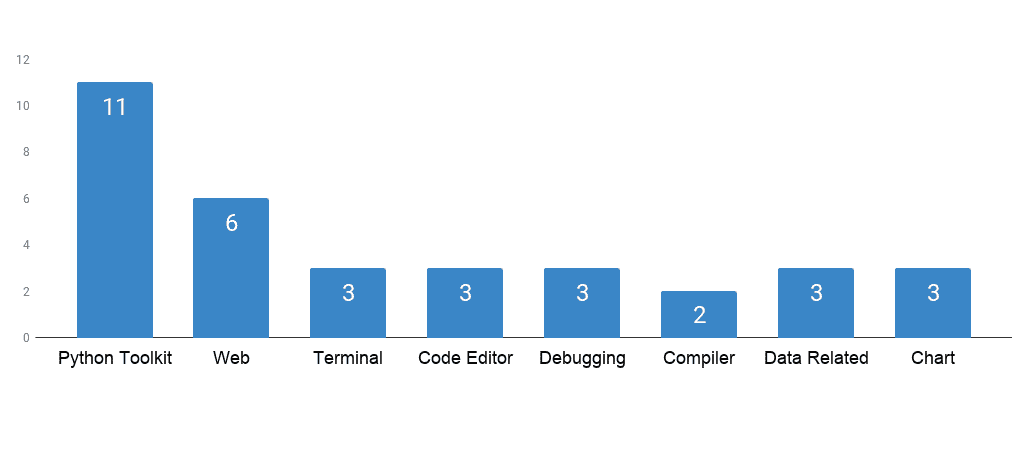 12
10
8
6
4
2
0
11
6
3
3
3
2
3
3
Python Toolkit
Web
Terminal
Code Editor
Debugging
Compiler
Data Related
Chart